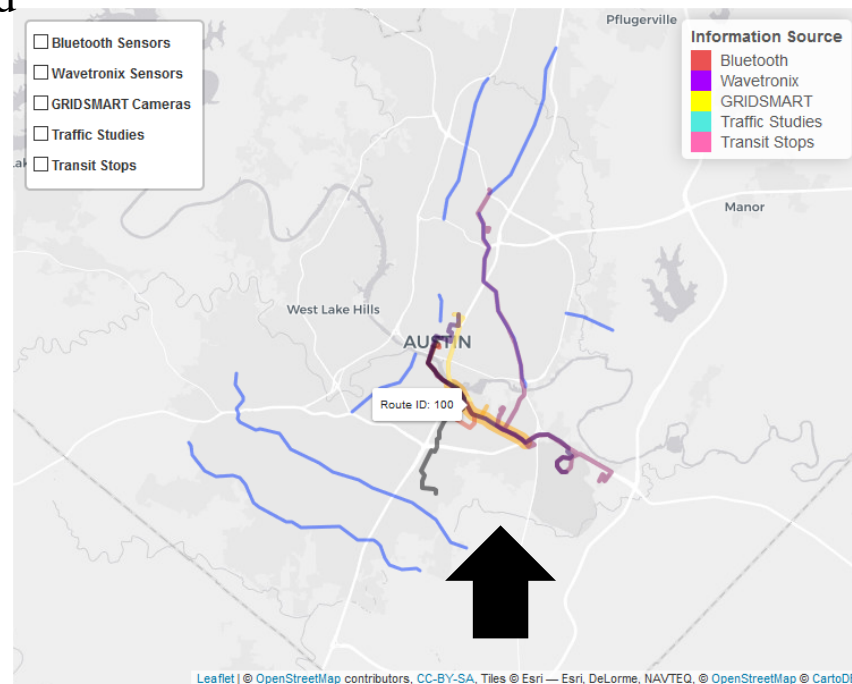 Pflugerville
Bluetooth Sensors
Wavetronix Sensors
GRIDSMART Cameras
Traffic Studies
Transit Stops
Information Source
Bluetooth
Wavetronix
GRIDSMART
Traffic Studies
Transit Stops
Manor
West Lake Hills
AUSTIN
Route ID: 100
Leaflet | © OpenStreetMap contributors, CC-BY-SA, Tiles © Esri — Esri, DeLorme, NAVTEQ, © OpenStreetMap © CartoDB